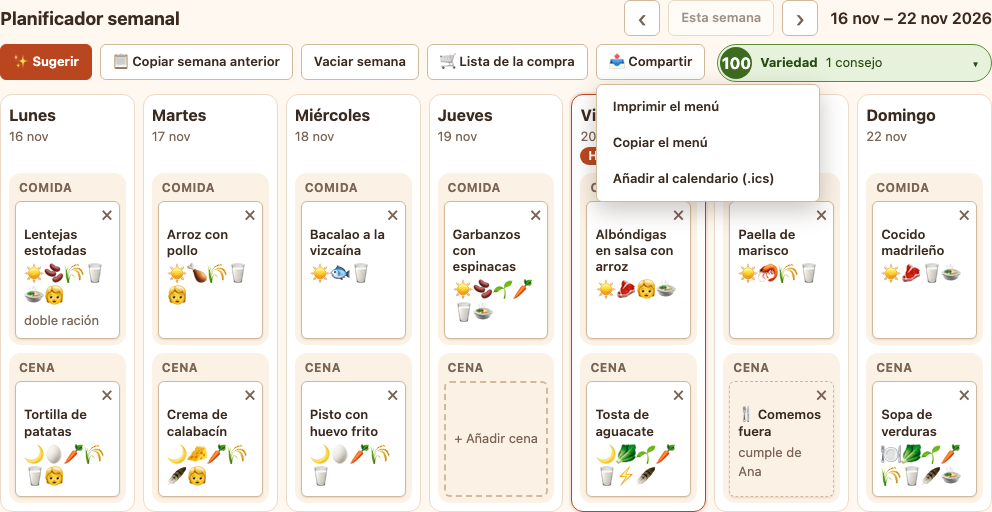 Planificador semanal
‹
Esta semana
›
16 nov – 22 nov 2026
✨ Sugerir
📋 Copiar semana anterior
Vaciar semana
🛒 Lista de la compra
📤 Compartir
100 Variedad 1 consejo ▾
Imprimir el menú
Copiar el menú
Añadir al calendario (.ics)
Lunes
16 nov
COMIDA
×
Lentejas
estofadas
doble ración
CENA
×
Tortilla de
patatas
Martes
17 nov
COMIDA
×
Arroz con
pollo
CENA
×
Crema de
calabacín
Miércoles
18 nov
COMIDA
×
Bacalao a la
vizcaína
CENA
×
Pisto con
huevo frito
Jueves
19 nov
COMIDA
×
Garbanzos
con
espinacas
CENA
+ Añadir cena
Vi
20
H
C
×
Albóndigas
en salsa con
arroz
CENA
×
Tosta de
aguacate
×
Paella de
marisco
CENA
×
🍽️ Comemos
fuera
cumple de
Ana
Domingo
22 nov
COMIDA
×
Cocido
madrileño
CENA
×
Sopa de
verduras